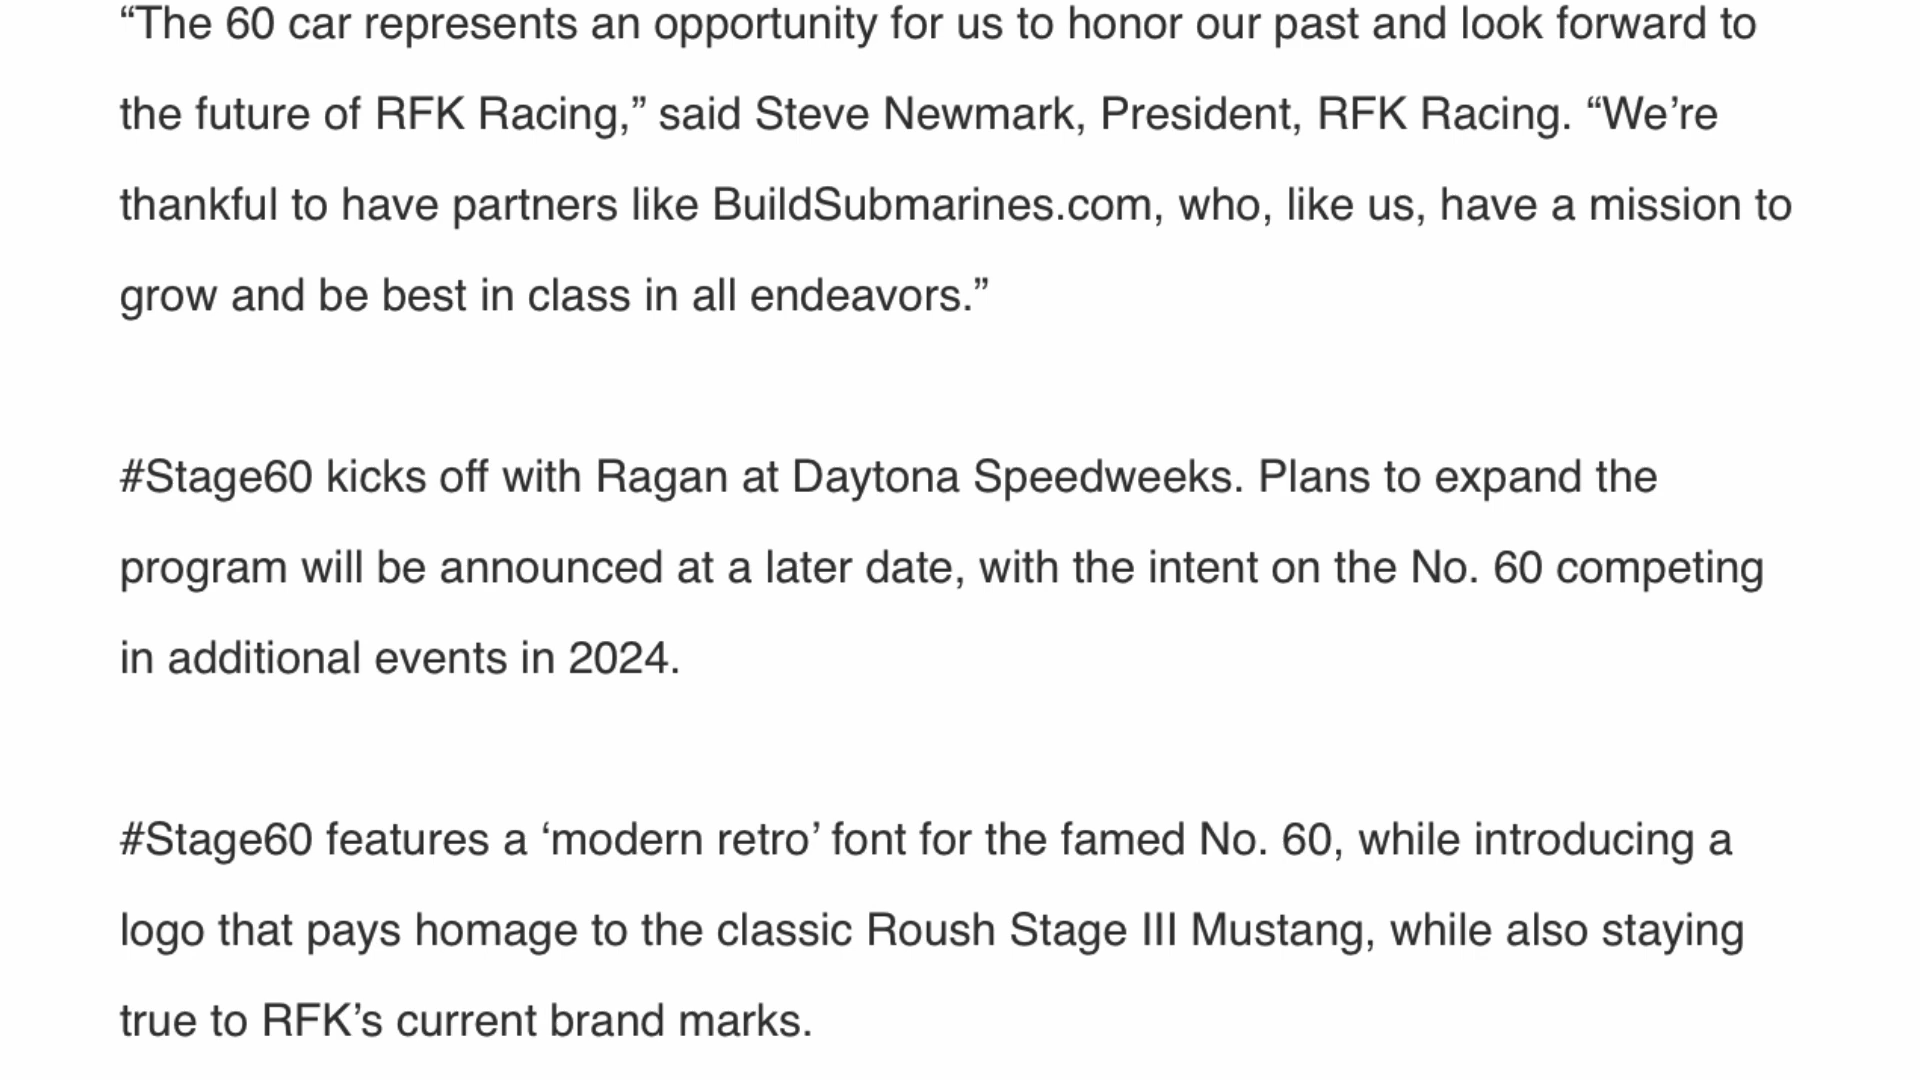 “The 60 car represents an opportunity for us to honor our past and look forward to
the future of RFK Racing,” said Steve Newmark, President, RFK Racing. “We’re
thankful to have partners like BuildSubmarines.com, who, like us, have a mission to
grow and be best in class in all endeavors.”
#Stage60 kicks off with Ragan at Daytona Speedweeks. Plans to expand the
program will be announced at a later date, with the intent on the No. 60 competing
in additional events in 2024.
#Stage60 features a ‘modern retro’ font for the famed No. 60, while introducing a
logo that pays homage to the classic Roush Stage III Mustang, while also staying
true to RFK’s current brand marks.